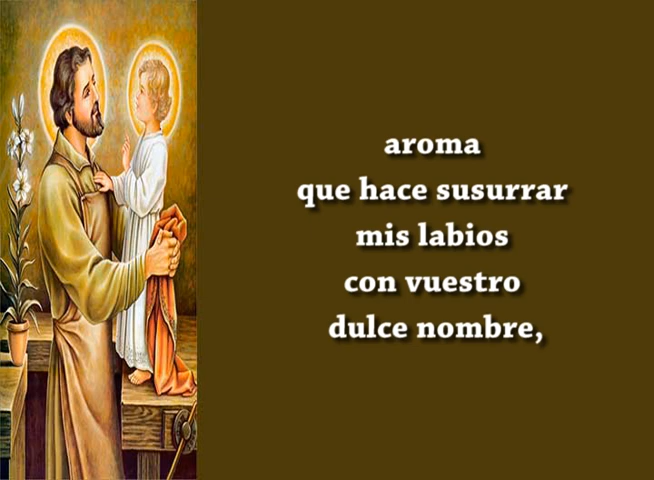 aroma
que hace susurrar
mis labios
con vuestro
dulce nombre,